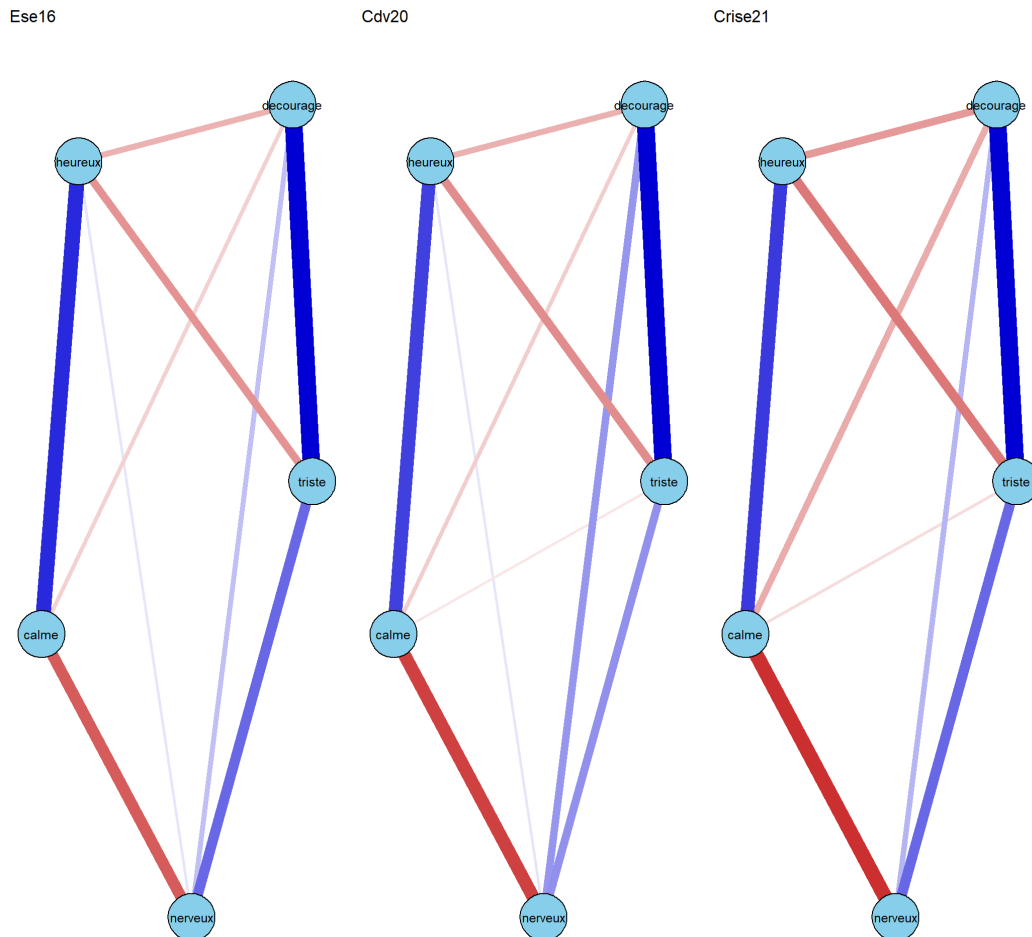 Ese16
Cdv20
Crise21
decourage
heureux
triste
calme
nerveux
decourage
heureux
triste
calme
nerveux
decourage
heureux
triste
calme
nerveux